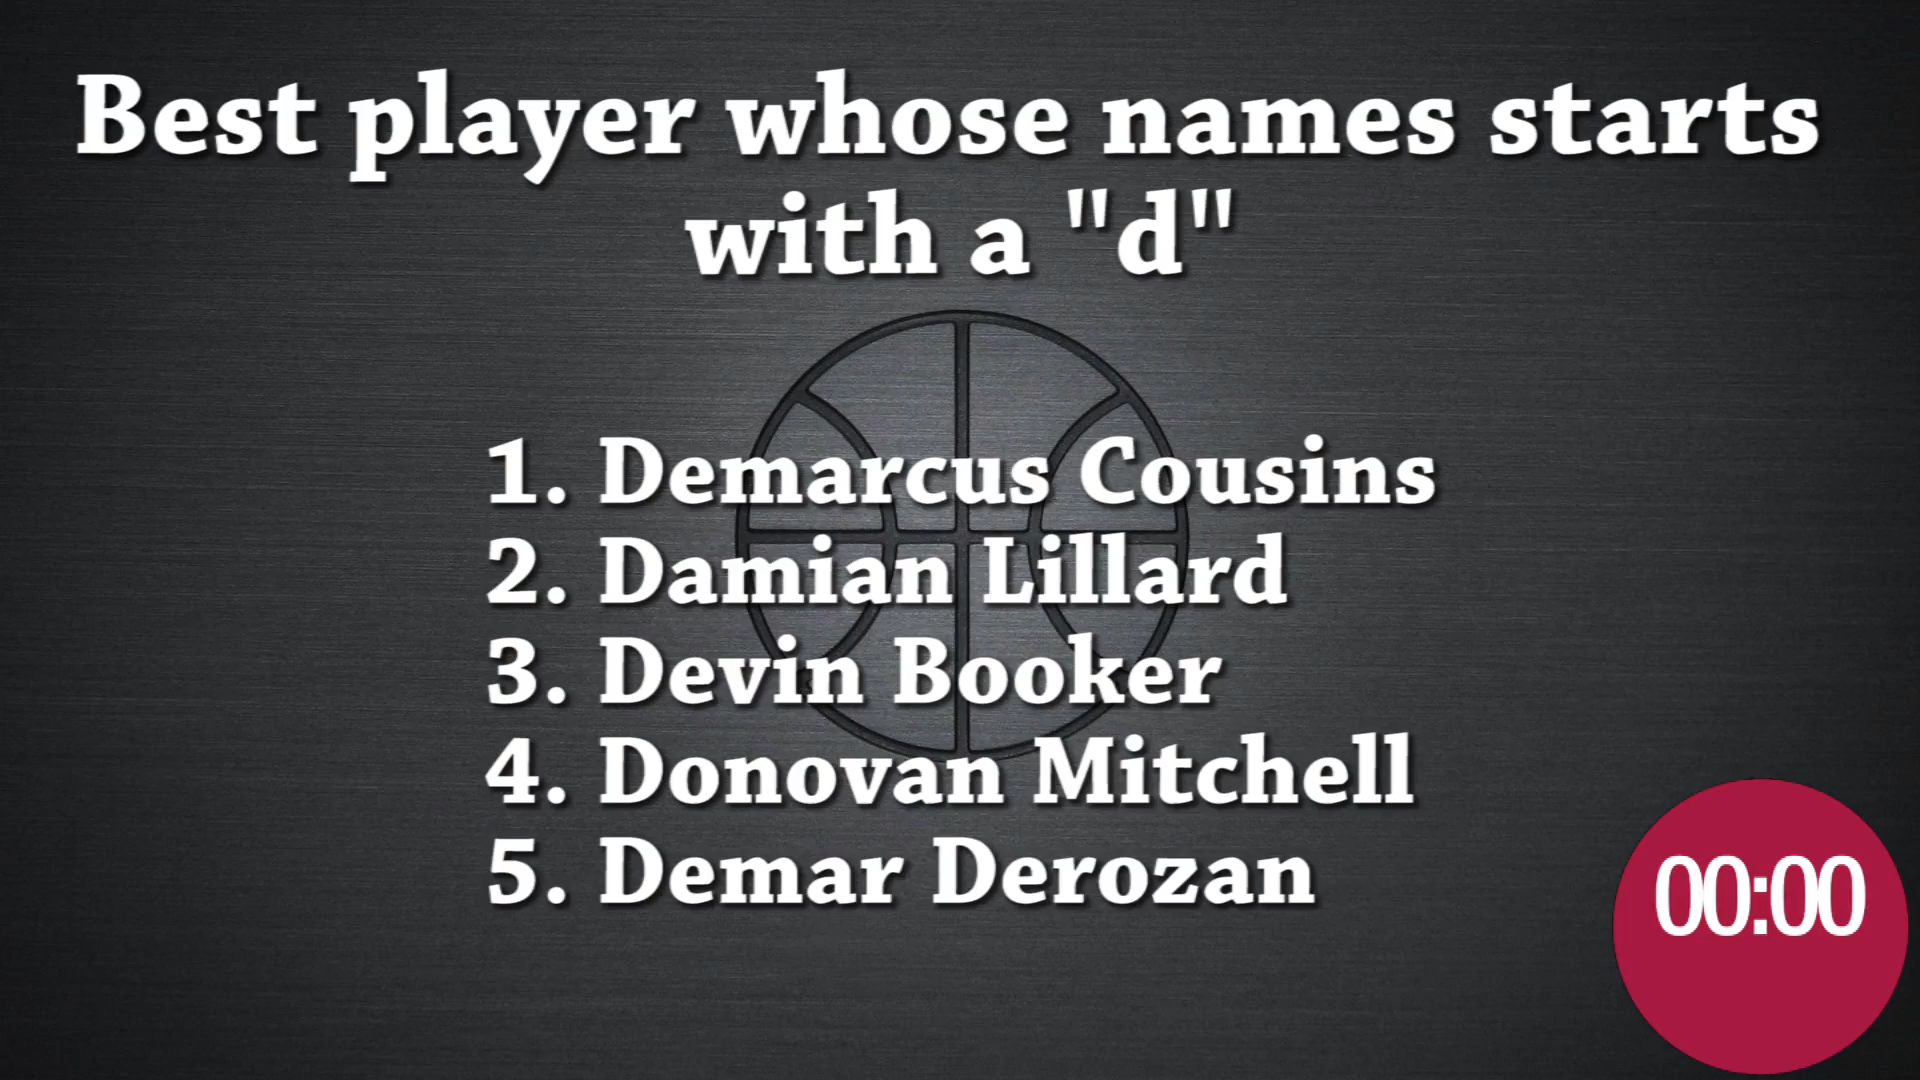 Best player whose names starts
with a "d"
1. Demarcus Cousins
2. Damian Lillard
3. Devin Booker
4. Donovan Mitchell
5. Demar Derozan
00:00